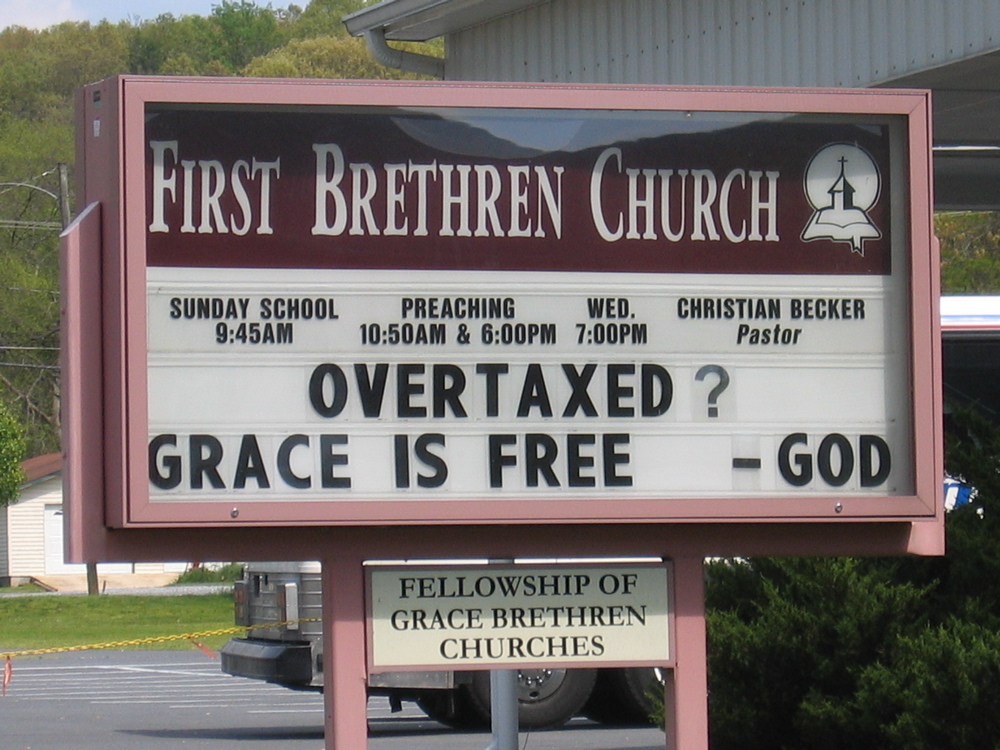 FIRST BRETHREN CHURCH
SUNDAY SCHOOL PREACHING WED. CHRISTIAN BECKER
9:45AM 10:50AM & 6:00PM 7:00PM Pastor
OVERTAXED ?
GRACE IS FREE - GOD
FELLOWSHIP OF
GRACE BRETHREN
CHURCHES